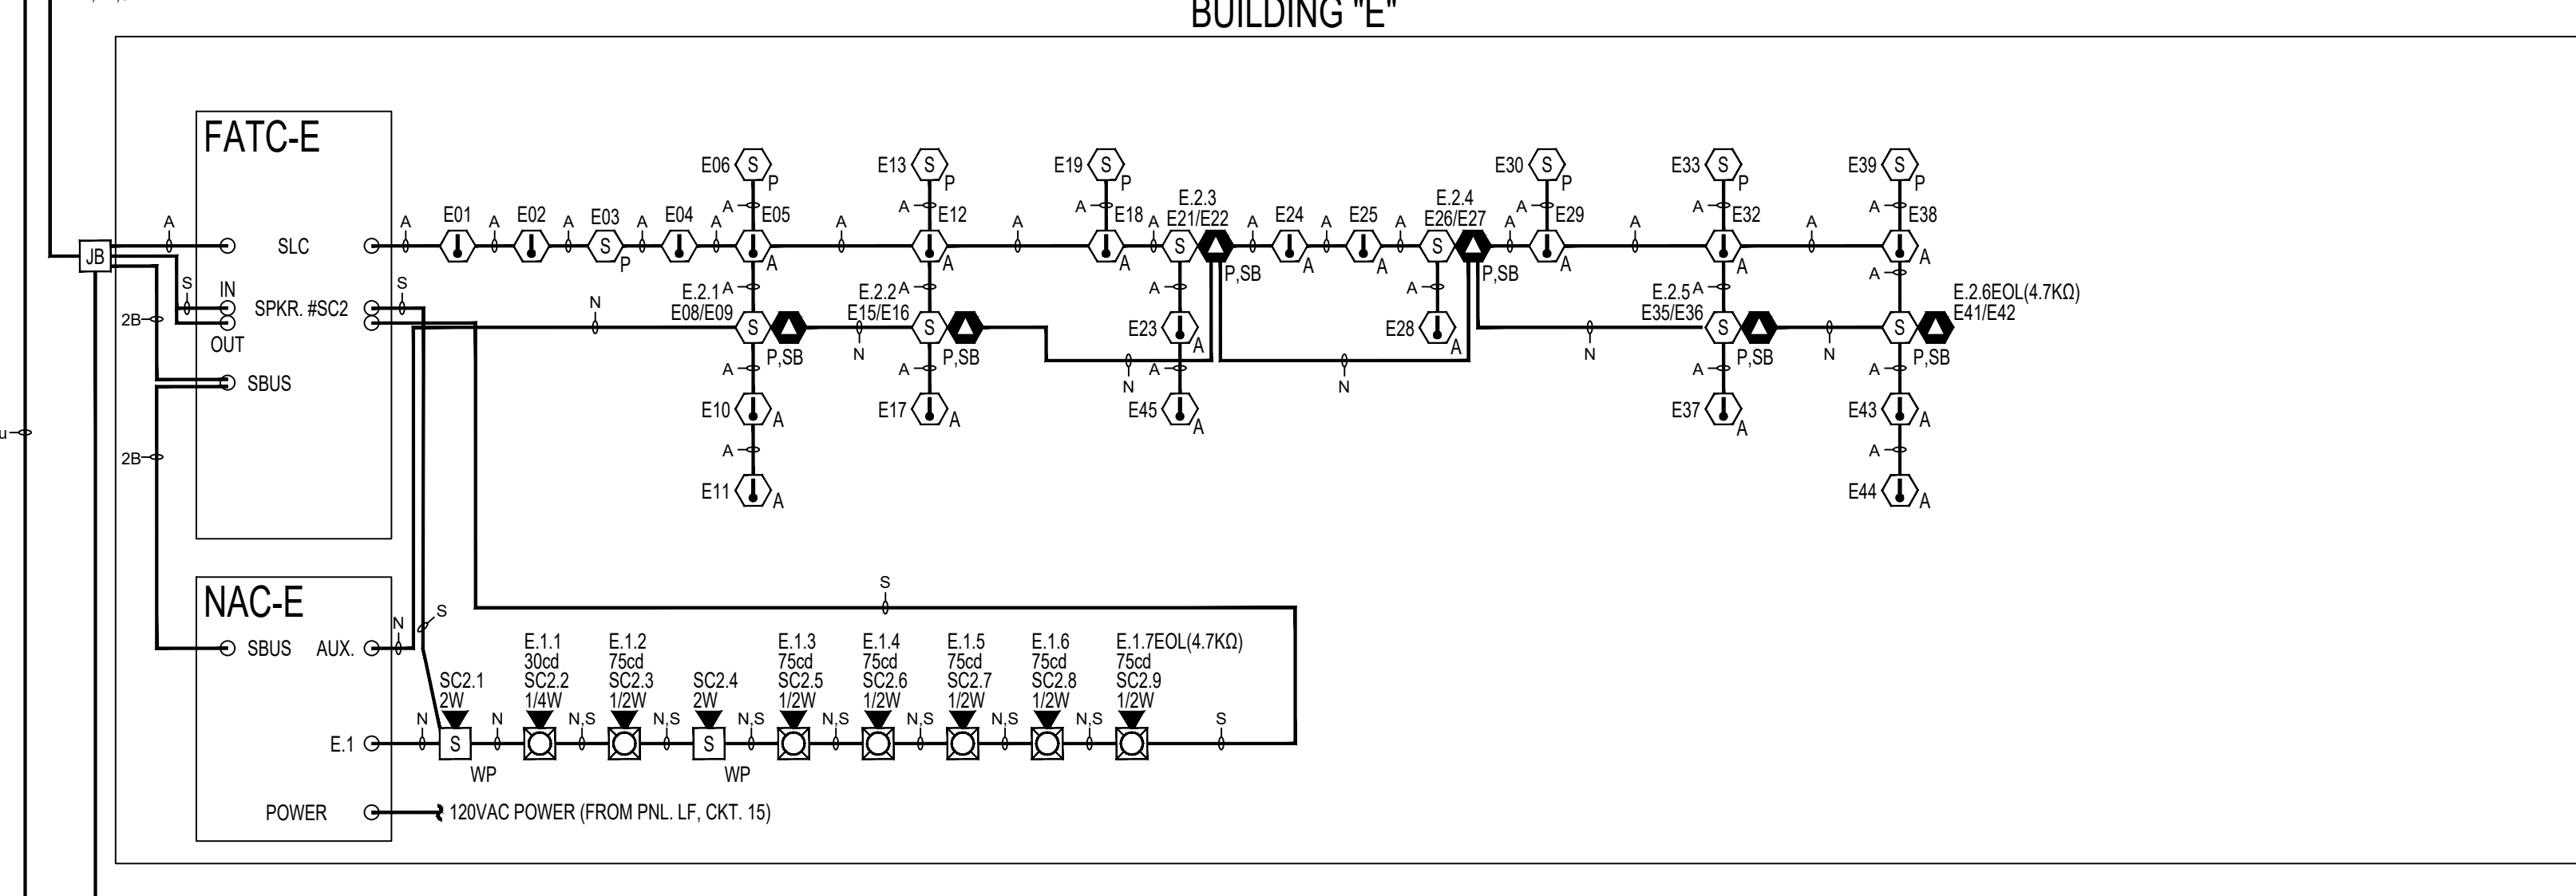 BUILDING "E"
FATC-E
SLC
IN
SPKR. #SC2
OUT
SBUS
JB
A
S
2B
2B
u
A
E01
A
E02
A
E03
P
A
E04
A
E05
A
E06
S
P
A
A
E.2.1
E08/E09
S
P,SB
A
E10
A
A
E11
A
A
E13
S
P
A
E12
A
A
E.2.2
E15/E16
S
P,SB
A
E17
A
A
E19
S
P
A
E18
A
A
E.2.3
E21/E22
S
P,SB
A
E23
A
A
E45
A
A
E24
A
A
E25
A
A
E.2.4
E26/E27
S
P,SB
A
E28
A
A
E30
S
P
A
E29
A
A
E33
S
P
A
E32
A
A
E.2.5
E35/E36
S
P,SB
A
E37
A
A
E39
S
P
A
E38
A
A
E.2.6EOL(4.7KΩ)
E41/E42
S
P,SB
A
E43
A
A
E44
A
S
N
N
N
N
N
N
NAC-E
SBUS
AUX.
N
S
S
E.1
N
SC2.1
2W
S
WP
N
E.1.1
30cd
SC2.2
1/4W
N,S
E.1.2
75cd
SC2.3
1/2W
N,S
SC2.4
2W
S
WP
N,S
E.1.3
75cd
SC2.5
1/2W
N,S
E.1.4
75cd
SC2.6
1/2W
N,S
E.1.5
75cd
SC2.7
1/2W
N,S
E.1.6
75cd
SC2.8
1/2W
N,S
E.1.7EOL(4.7KΩ)
75cd
SC2.9
1/2W
S
POWER
120VAC POWER (FROM PNL. LF, CKT. 15)